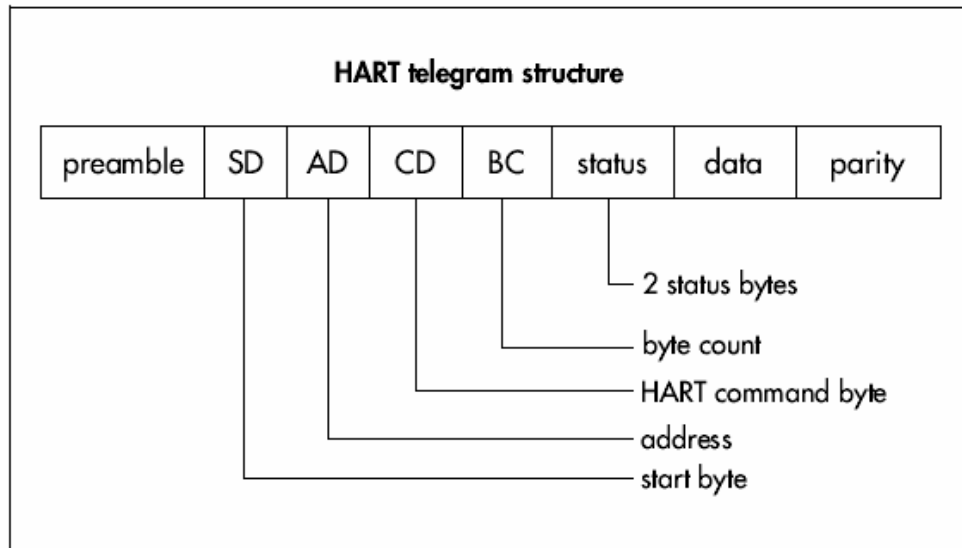 HART telegram structure
preamble SD AD CD BC status data parity
2 status bytes
byte count
HART command byte
address
start byte